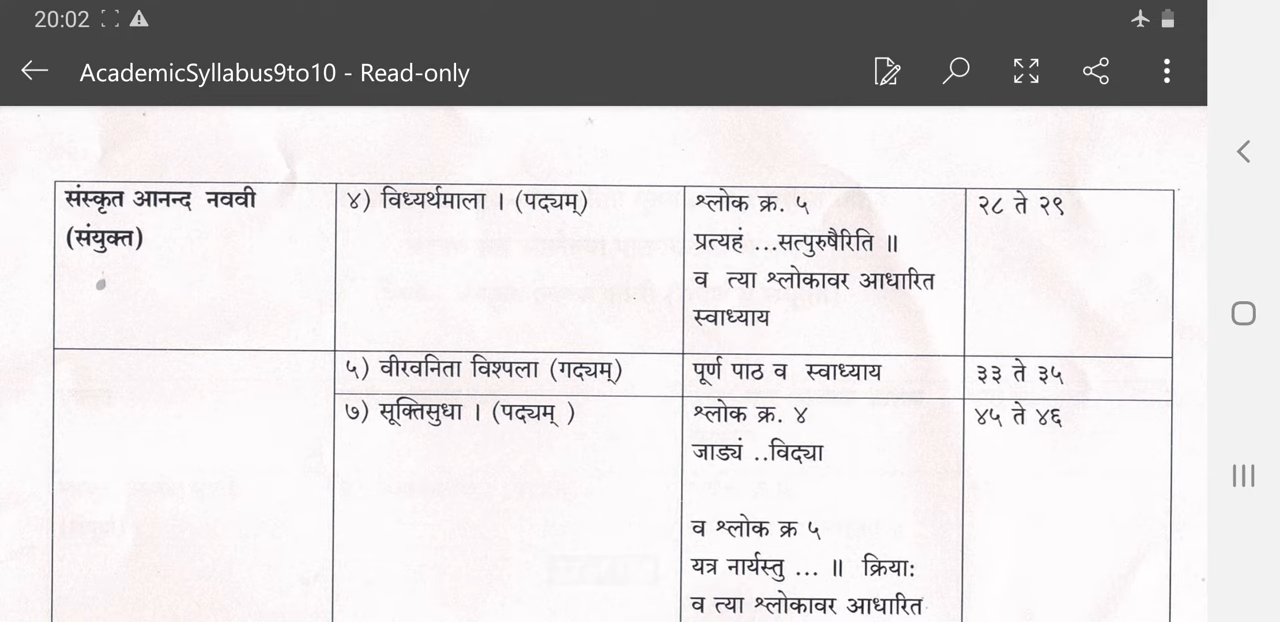 20:02
AcademicSyllabus9to10 - Read-only
संस्कृत आनन्द नववी
(संयुक्त)
४) विध्यर्थमाला । (पद्यम्)
श्लोक क्र. ५
प्रत्यहं ...सत्पुरुषैरिति ॥
व त्या श्लोकावर आधारित
स्वाध्याय
२८ ते २९
५) वीरवनिता विश्पला (गद्यम्)
पूर्ण पाठ व स्वाध्याय
३३ ते ३५
७) सूक्तिसुधा । (पद्यम् )
श्लोक क्र. ४
जाड्यं ..विद्या
व श्लोक क्र ५
यत्र नार्यस्तु ... ॥ क्रिया:
व त्या श्लोकावर आधारित
४५ ते ४६